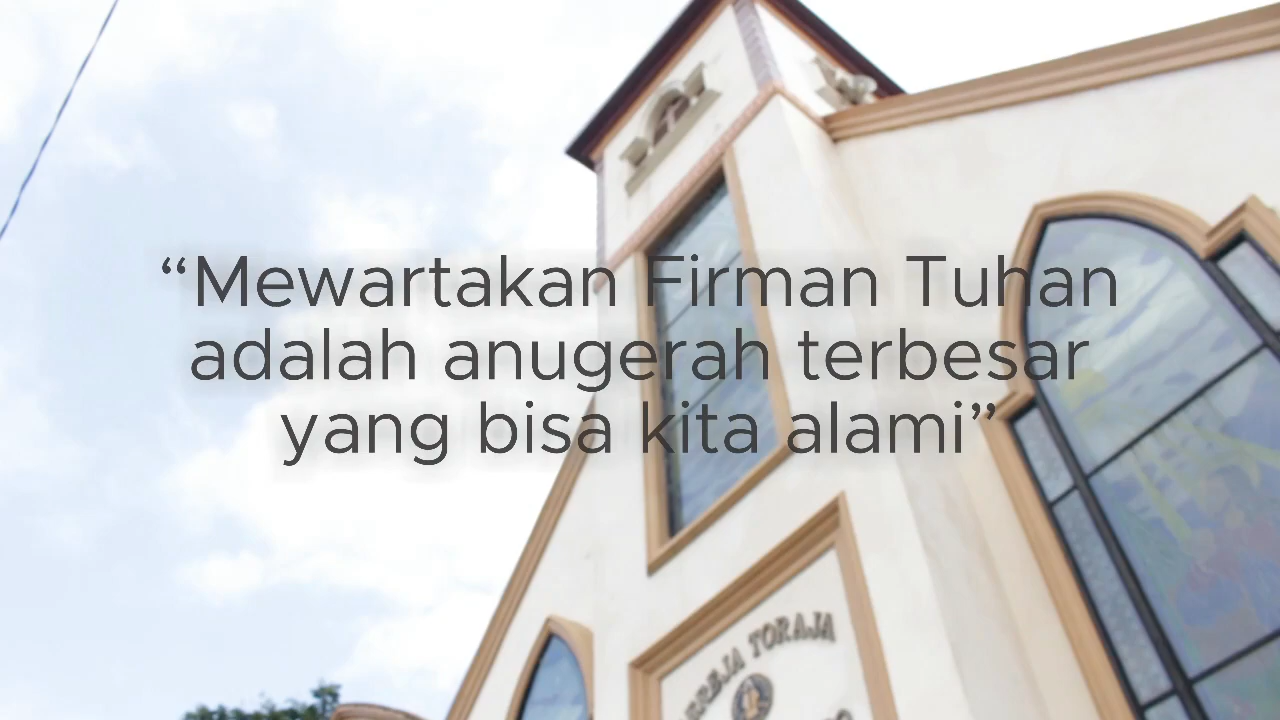 “Mewartakan Firman Tuhan
adalah anugerah terbesar
yang bisa kita alami”
GEREJA TORAJA